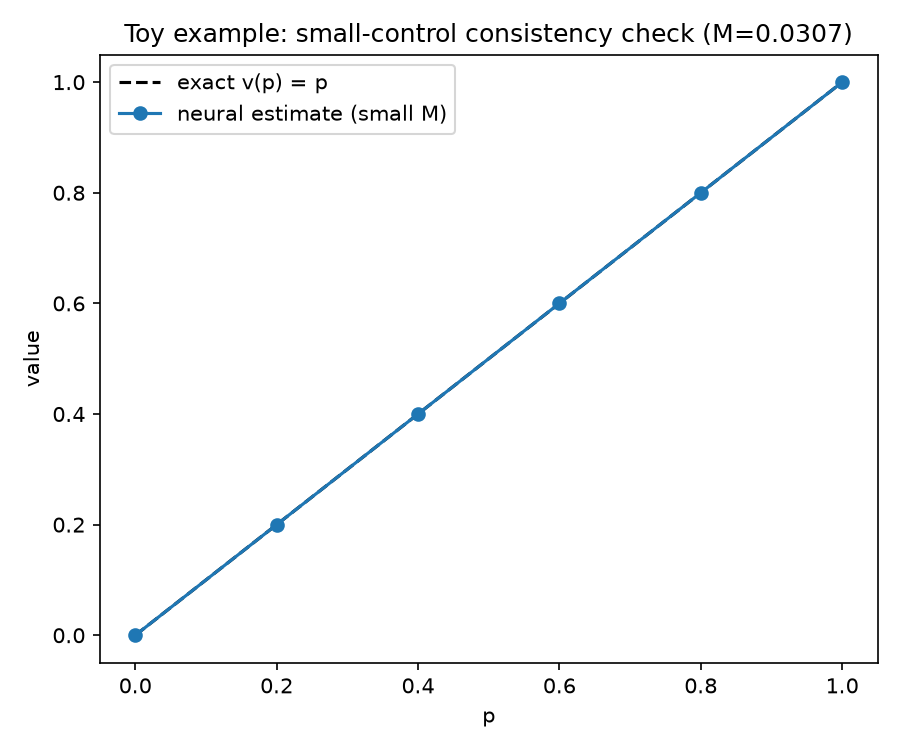 Toy example: small-control consistency check (M=0.0307)
exact v(p) = p
neural estimate (small M)
1.0
0.8
0.6
0.4
0.2
0.0
value
0.0 0.2 0.4 0.6 0.8 1.0
p